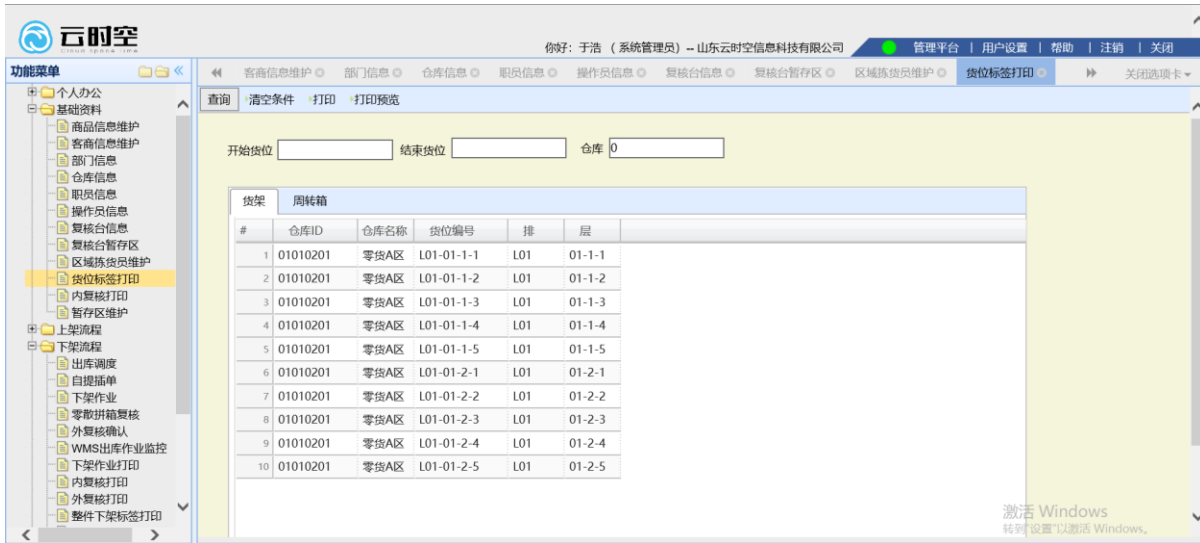 云时空
Cloud Space Time
你好：于浩 （ 系统管理员）-- 山东云时空信息科技有限公司
管理平台 | 用户设置 | 帮助 | 注销 | 关闭
功能菜单
客商信息维护 部门信息 仓库信息 职员信息 操作员信息 复核台信息 复核台暂存区 区域拣货员维护 货位标签打印 关闭选项卡
个人办公
基础资料
商品信息维护
客商信息维护
部门信息
仓库信息
职员信息
操作员信息
复核台信息
复核台暂存区
区域拣货员维护
货位标签打印
内复核打印
暂存区维护
上架流程
下架流程
出库调度
自提插单
下架作业
零散拼箱复核
外复核确认
WMS出库作业监控
下架作业打印
内复核打印
外复核打印
整件下架标签打印
查询 清空条件 打印 打印预览
开始货位 结束货位 仓库 0
货架 周转箱
# 仓库ID 仓库名称 货位编号 排 层
1 01010201 零货A区 L01-01-1-1 L01 01-1-1
2 01010201 零货A区 L01-01-1-2 L01 01-1-2
3 01010201 零货A区 L01-01-1-3 L01 01-1-3
4 01010201 零货A区 L01-01-1-4 L01 01-1-4
5 01010201 零货A区 L01-01-1-5 L01 01-1-5
6 01010201 零货A区 L01-01-2-1 L01 01-2-1
7 01010201 零货A区 L01-01-2-2 L01 01-2-2
8 01010201 零货A区 L01-01-2-3 L01 01-2-3
9 01010201 零货A区 L01-01-2-4 L01 01-2-4
10 01010201 零货A区 L01-01-2-5 L01 01-2-5
激活 Windows
转到"设置"以激活 Windows。